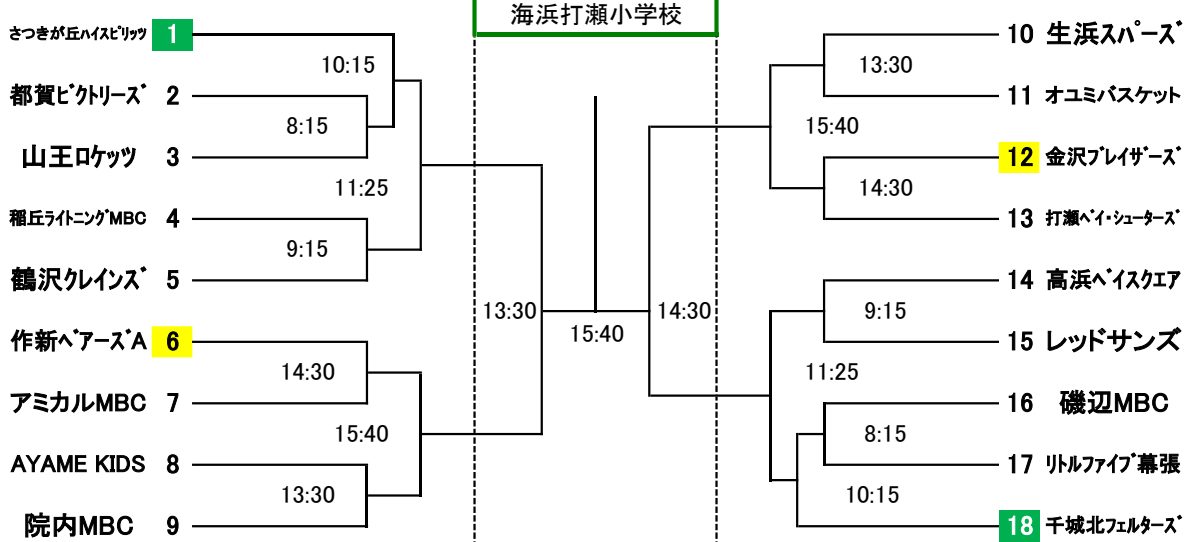 海浜打瀬小学校
さつきが丘ﾊｲｽﾋﾟﾘｯﾂ 1
10:15
都賀ﾋﾞｸﾄﾘｰｽﾞ 2
8:15
山王ﾛｹｯﾂ 3
11:25
稲丘ﾗｲﾄﾆﾝｸﾞMBC 4
9:15
鶴沢ｸﾚｲﾝｽﾞ 5
13:30
作新ﾍﾞｱｰｽﾞA 6
14:30
アミカルMBC 7
15:40
AYAME KIDS 8
13:30
院内MBC 9
15:40
10 生浜スパｰズ
13:30
11 オユミバスケット
15:40
12 金沢ﾌﾞﾚｲｻﾞｰｽﾞ
14:30
13 打瀬ﾍﾞｲ・ｼｭｰﾀｰｽﾞ
14:30
14 高浜ﾍﾞｲｽｸｴｱ
9:15
15 レッドサンズ
11:25
16 磯辺MBC
8:15
17 ﾘﾄﾙﾌｧｲﾌﾞ幕張
10:15
18 千城北ﾌｪﾙﾀｰｽﾞ